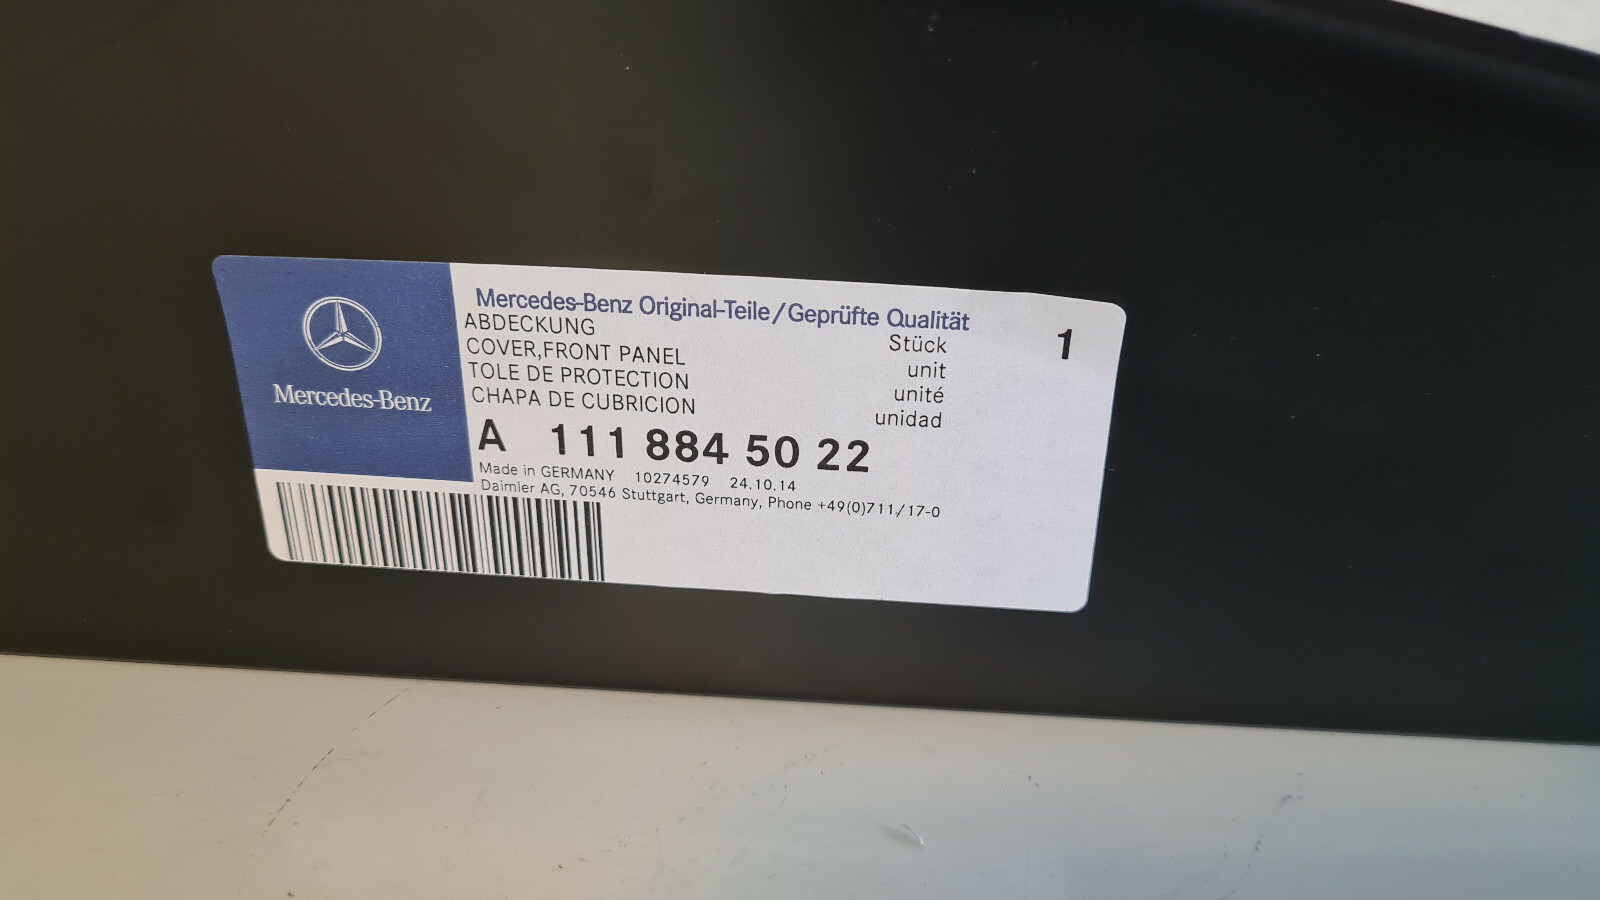 Mercedes-Benz
Mercedes-Benz Original-Teile/Geprüfte Qualität
ABDECKUNG Stück 1
COVER,FRONT PANEL unit
TOLE DE PROTECTION unité
CHAPA DE CUBRICION unidad
A 111 884 50 22
Made in GERMANY 10274579 24.10.14
Daimler AG, 70546 Stuttgart, Germany, Phone +49(0)711/17-0